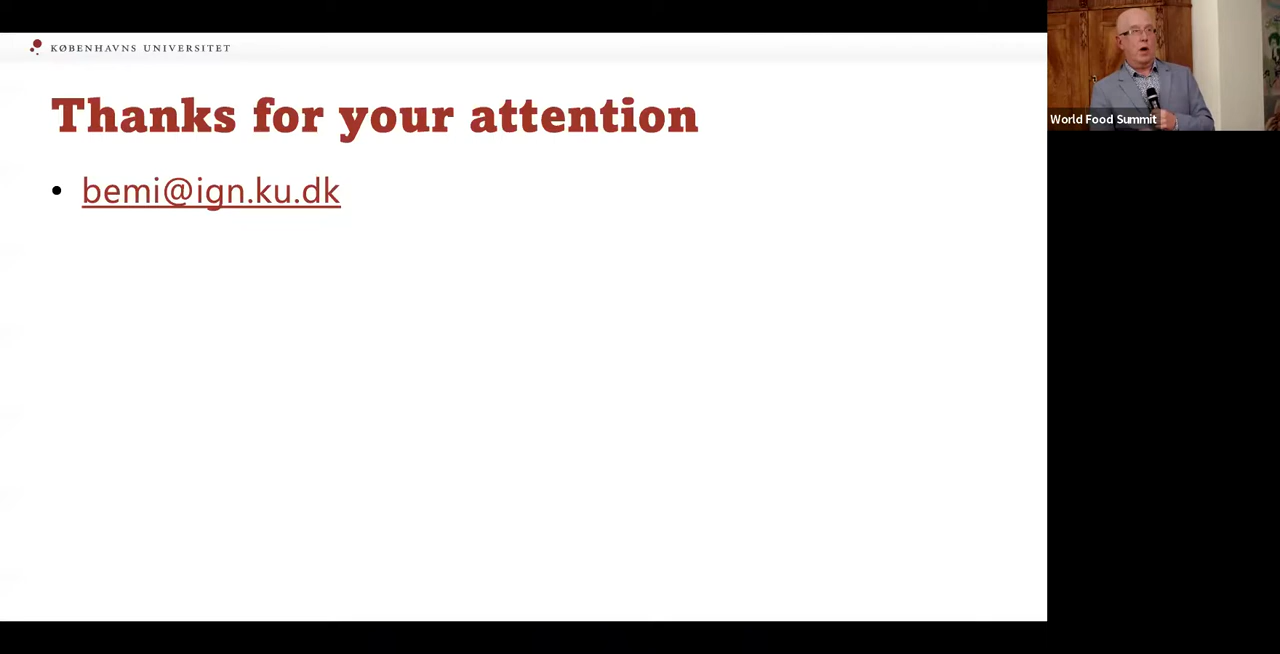 KØBENHAVNS UNIVERSITET
Thanks for your attention
• bemi@ign.ku.dk
World Food Summit